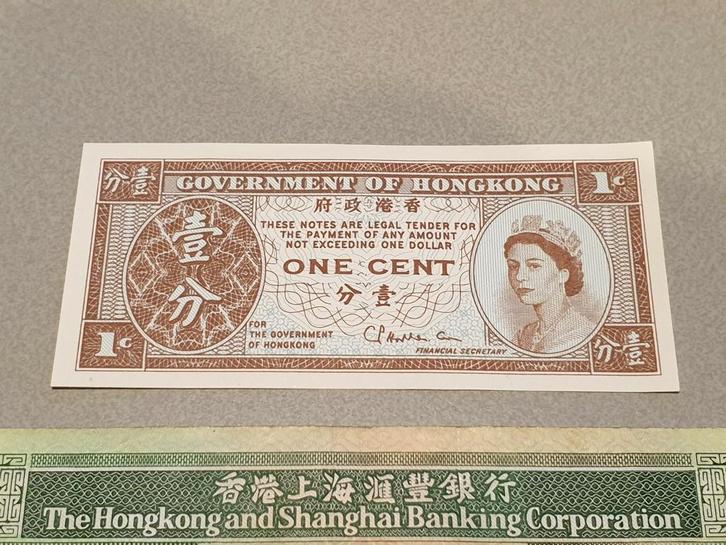 分壹 GOVERNMENT OF HONGKONG 1C
府政港香
THESE NOTES ARE LEGAL TENDER FOR
THE PAYMENT OF ANY AMOUNT
NOT EXCEEDING ONE DOLLAR
壹
分
ONE CENT
分壹
FOR
THE GOVERNMENT
OF HONGKONG
FINANCIAL SECRETARY
1C
分壹
香港上海滙豐銀行
The Hongkong and Shanghai Banking Corporation